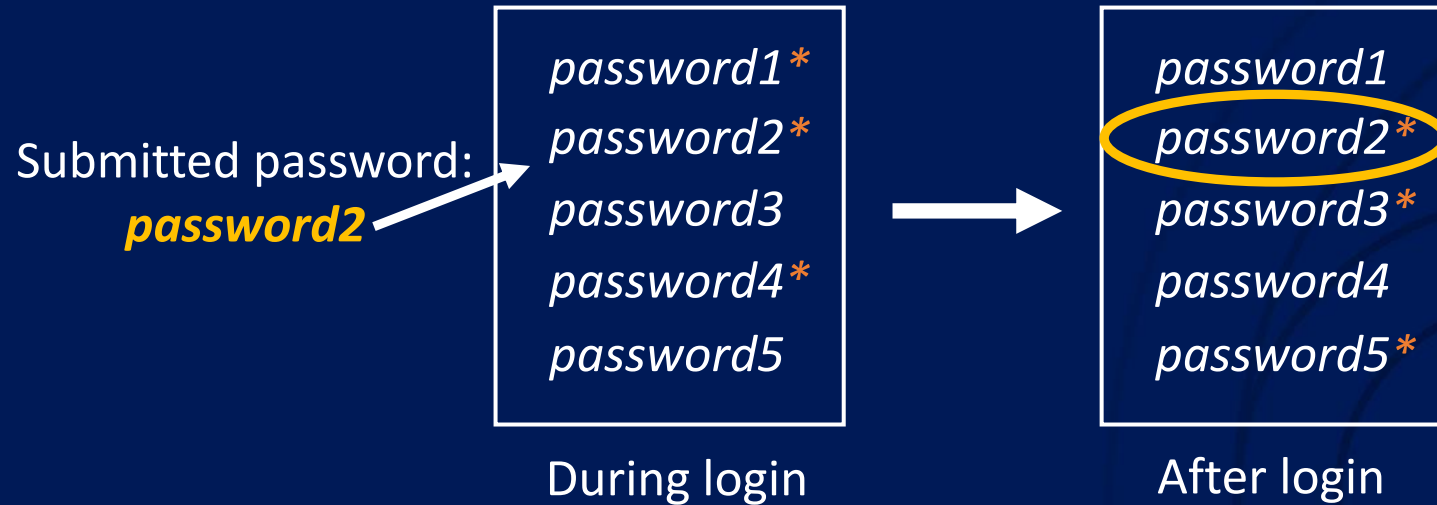 Submitted password:
password2
password1*
password2*
password3
password4*
password5
During login
password1
password2*
password3*
password4
password5*
After login